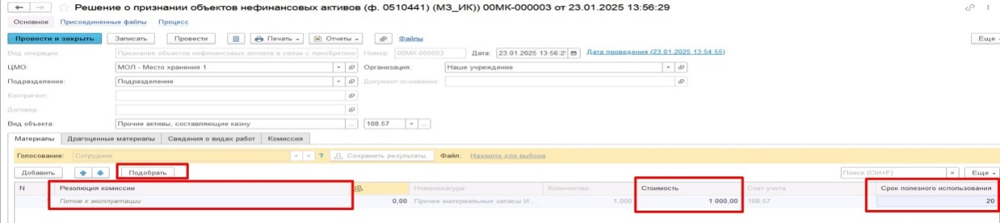 Решение о признании объектов нефинансовых активов (ф. 0510441) (МЗ_ИК)) 00МК-000003 от 23.01.2025 13:56:29
Основное Присоединенные файлы Процесс
Провести и закрыть Записать Провести Печать Отчеты Файлы Еще
Вид операции: Признание объектов нефинансовых активов в связи с приобретени Номер: 00МК-000003 Дата: 23.01.2025 13:56:2 Дата проведения (23.01.2025 13:54:55)
ЦМО: МОЛ - Место хранения 1 Организация: Наше учреждение
Подразделение: Подразделение Документ-основание:
Контрагент:
Договор:
Вид объекта: Прочие активы, составляющие казну ... 108.57 ...
Материалы Драгоценные материалы Сведения о видах работ Комиссия
Голосование: Сотрудник × ? Сохранить результаты Файл: Нажмите для выбора
Добавить Подобрать Поиск (Ctrl+F) × Еще
N Резолюция комиссии Номенклатура Количество Стоимость Счет учета Срок полезного использования
Готов к эксплуатации 0,00 Прочие материальные запасы И... 1,000 1 000,00 108.57 20